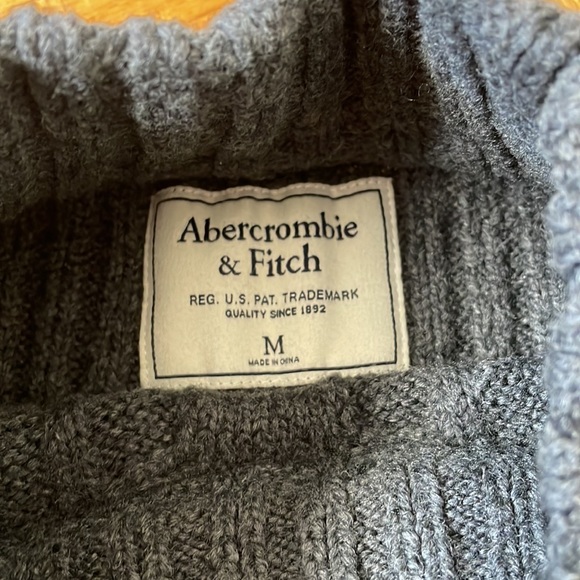 Abercrombie
& Fitch
REG. U.S. PAT. TRADEMARK
QUALITY SINCE 1892
M
MADE IN CHINA